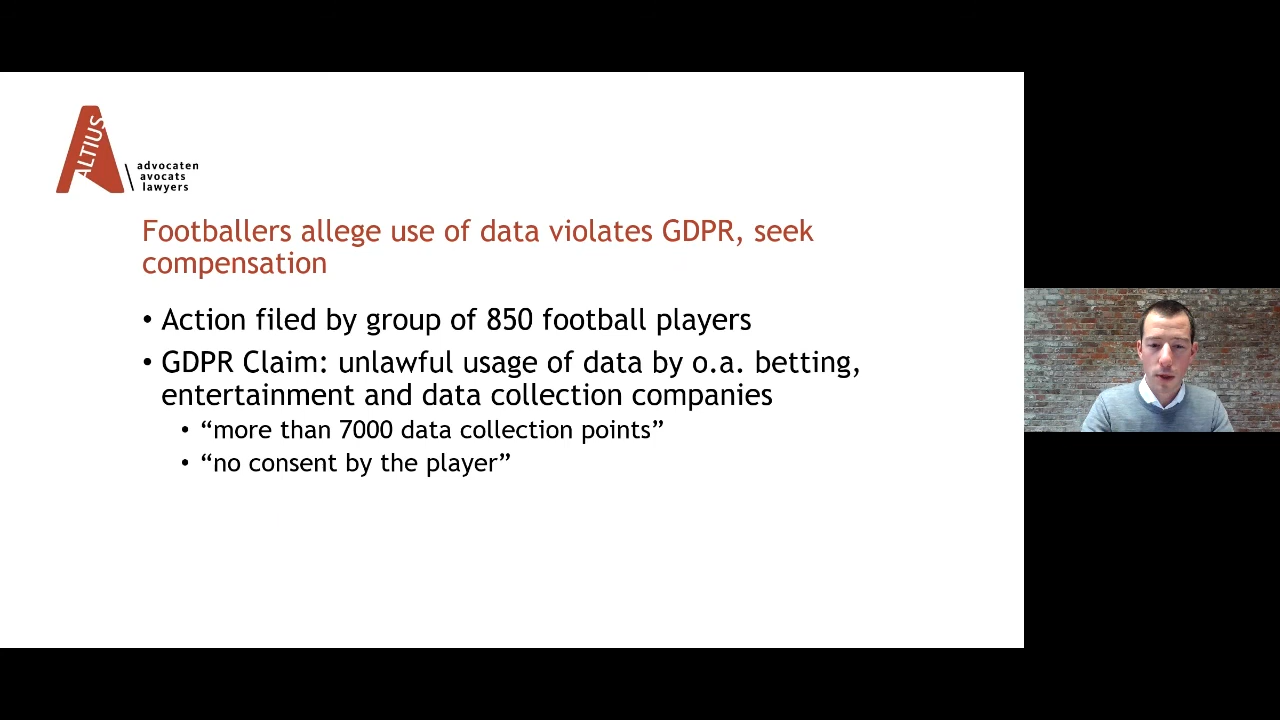 ALTIUS
advocaten
avocats
lawyers
Footballers allege use of data violates GDPR, seek
compensation
• Action filed by group of 850 football players
• GDPR Claim: unlawful usage of data by o.a. betting,
entertainment and data collection companies
• “more than 7000 data collection points”
• “no consent by the player”